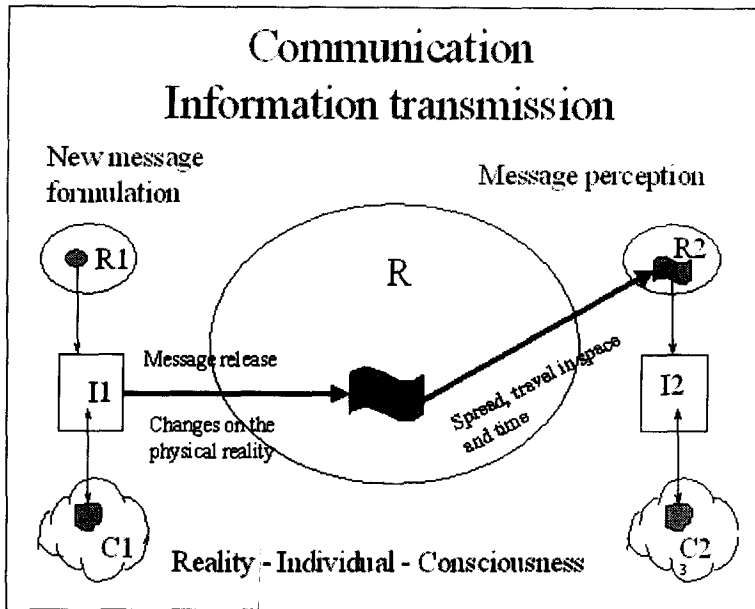 Communication
Information transmission
New message
formulation
Message perception
R1
R
R2
Message release
I1
Changes on the
physical reality
Spread, travel in space
and time
I2
C1
C2
3
Reality - Individual - Consciousness